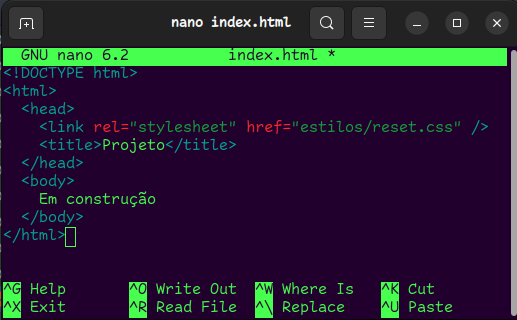 nano index.html
GNU nano 6.2 index.html *
<!DOCTYPE html>
<html>
<head>
<link rel="stylesheet" href="estilos/reset.css" />
<title>Projeto</title>
</head>
<body>
Em construção
</body>
</html>
^G Help ^O Write Out ^W Where Is ^K Cut
^X Exit ^R Read File ^\ Replace ^U Paste